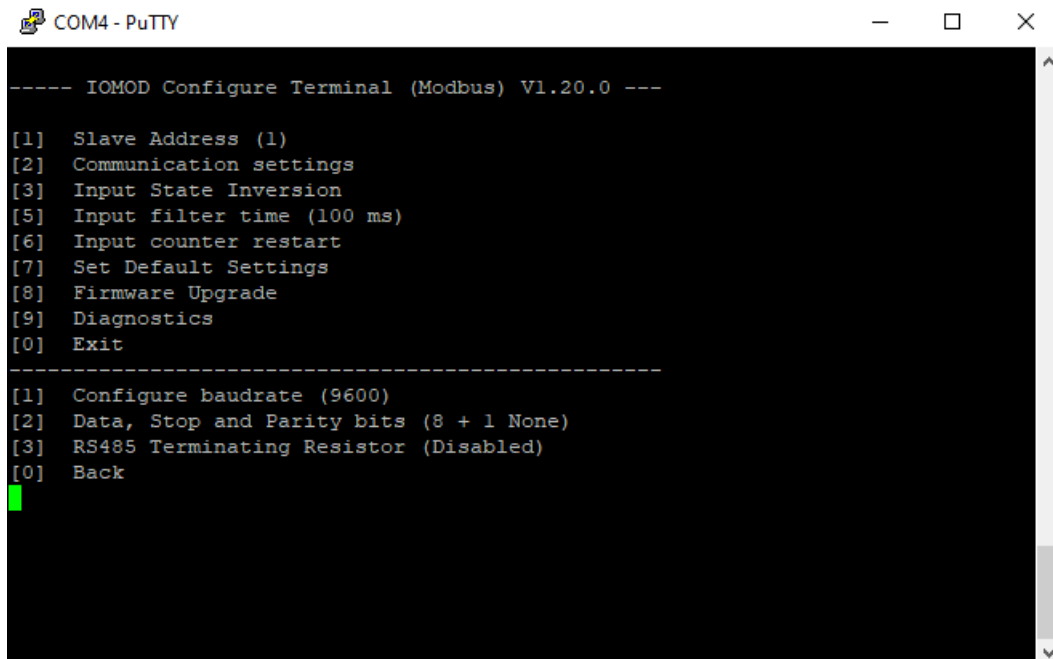 COM4 - PuTTY
----- IOMOD Configure Terminal (Modbus) V1.20.0 ---
[1] Slave Address (1)
[2] Communication settings
[3] Input State Inversion
[5] Input filter time (100 ms)
[6] Input counter restart
[7] Set Default Settings
[8] Firmware Upgrade
[9] Diagnostics
[0] Exit
---------------------------------------------------
[1] Configure baudrate (9600)
[2] Data, Stop and Parity bits (8 + 1 None)
[3] RS485 Terminating Resistor (Disabled)
[0] Back